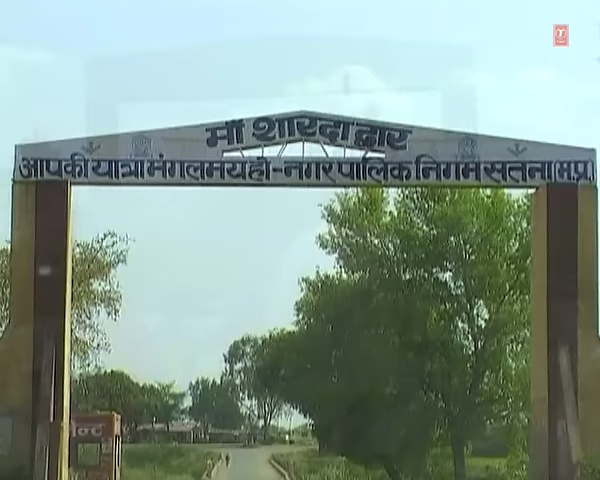 माँ शारदा द्वार
आपकी यात्रा मंगलमय हो-नगर पालिक निगम सतना (म.प्र.)